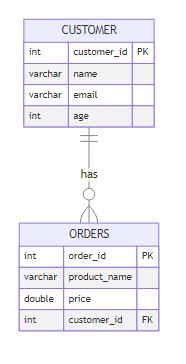 CUSTOMER
int customer_id PK
varchar name
varchar email
int age
has
ORDERS
int order_id PK
varchar product_name
double price
int customer_id FK